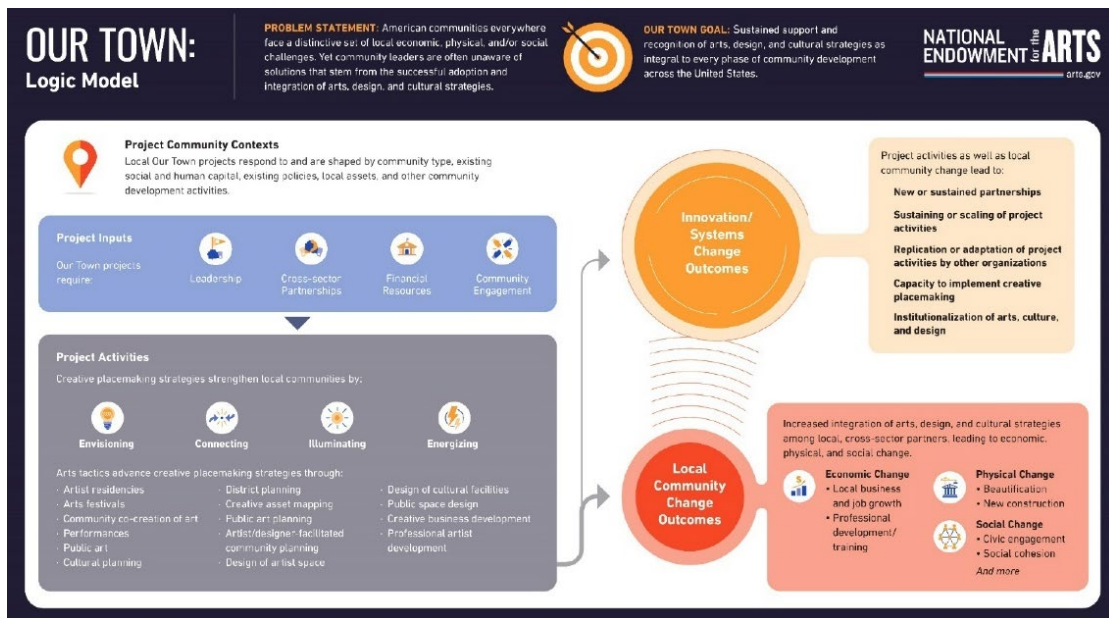 OUR TOWN:
Logic Model
PROBLEM STATEMENT: American communities everywhere
face a distinctive set of local economic, physical, and/or social
challenges. Yet community leaders are often unaware of
solutions that stem from the successful adoption and
integration of arts, design, and cultural strategies.
OUR TOWN GOAL: Sustained support and
recognition of arts, design, and cultural strategies as
integral to every phase of community development
across the United States.
NATIONAL
ENDOWMENT for the ARTS
arts.gov
Project Community Contexts
Local Our Town projects respond to and are shaped by community type, existing
social and human capital, existing policies, local assets, and other community
development activities.
Project Inputs
Our Town projects
require:
Leadership
Cross-sector
Partnerships
Financial
Resources
Community
Engagement
Project Activities
Creative placemaking strategies strengthen local communities by:
Envisioning
Connecting
Illuminating
Energizing
Arts tactics advance creative placemaking strategies through:
· Artist residencies
· Arts festivals
· Community co-creation of art
· Performances
· Public art
· Cultural planning
· District planning
· Creative asset mapping
· Public art planning
· Artist/designer-facilitated
community planning
· Design of artist space
· Design of cultural facilities
· Public space design
· Creative business development
· Professional artist
development
Innovation/
Systems
Change
Outcomes
Project activities as well as local
community change lead to:
New or sustained partnerships
Sustaining or scaling of project
activities
Replication or adaptation of project
activities by other organizations
Capacity to implement creative
placemaking
Institutionalization of arts, culture,
and design
Local
Community
Change
Outcomes
Increased integration of arts, design, and cultural strategies
among local, cross-sector partners, leading to economic,
physical, and social change.
Economic Change
• Local business
and job growth
• Professional
development/
training
Physical Change
• Beautification
• New construction
Social Change
• Civic engagement
• Social cohesion
And more